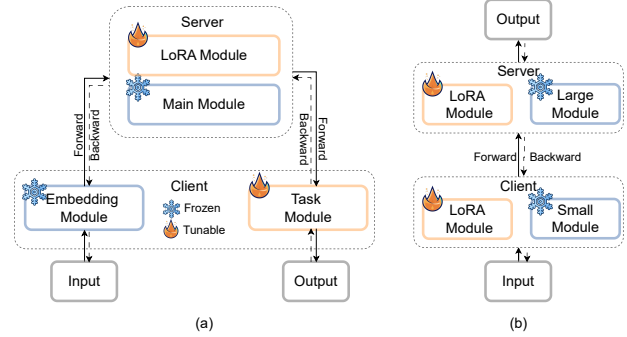 Server
LoRA Module
Main Module
Forward
Backward
Backward
Forward
Client
Embedding
Module
Frozen
Tunable
Task
Module
Input
Output
(a)
Output
Server
LoRA
Module
Large
Module
Forward
Backward
Client
LoRA
Module
Small
Module
Input
(b)